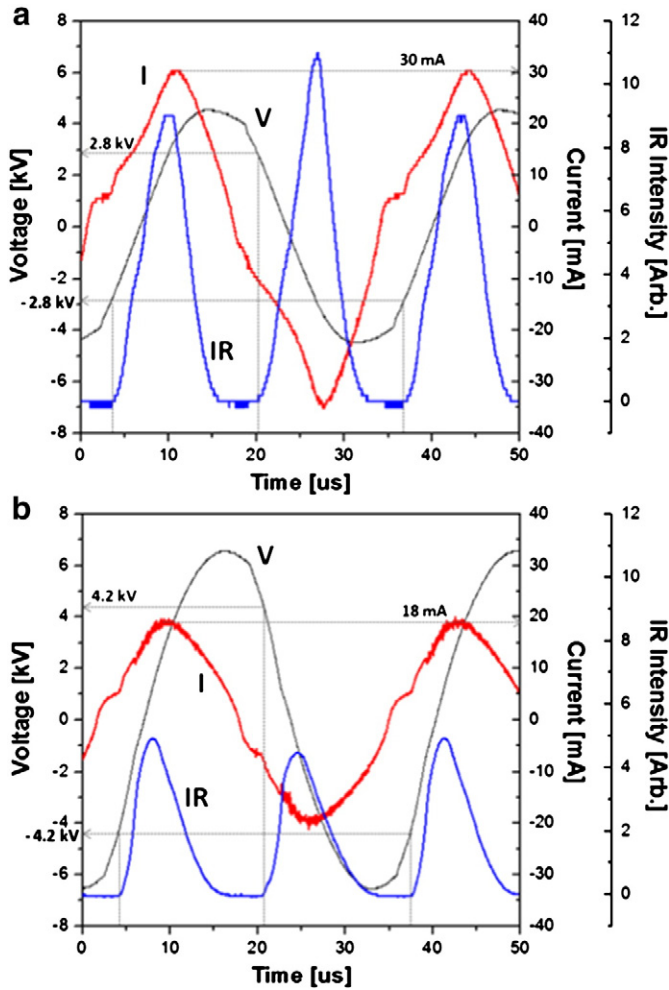 a
8
6
4
2
0
-2
-4
-6
-8
Voltage [kV]
I
V
IR
30 mA
2.8 kV
- 2.8 kV
0
10
20
30
40
50
Time [us]
40
30
20
10
0
-10
-20
-30
-40
Current [mA]
12
10
8
6
4
2
0
IR Intensity [Arb.]
b
8
6
4
2
0
-2
-4
-6
-8
Voltage [kV]
V
I
IR
4.2 kV
18 mA
- 4.2 kV
0
10
20
30
40
50
Time [us]
40
30
20
10
0
-10
-20
-30
-40
Current [mA]
12
10
8
6
4
2
0
IR Intensity [Arb.]